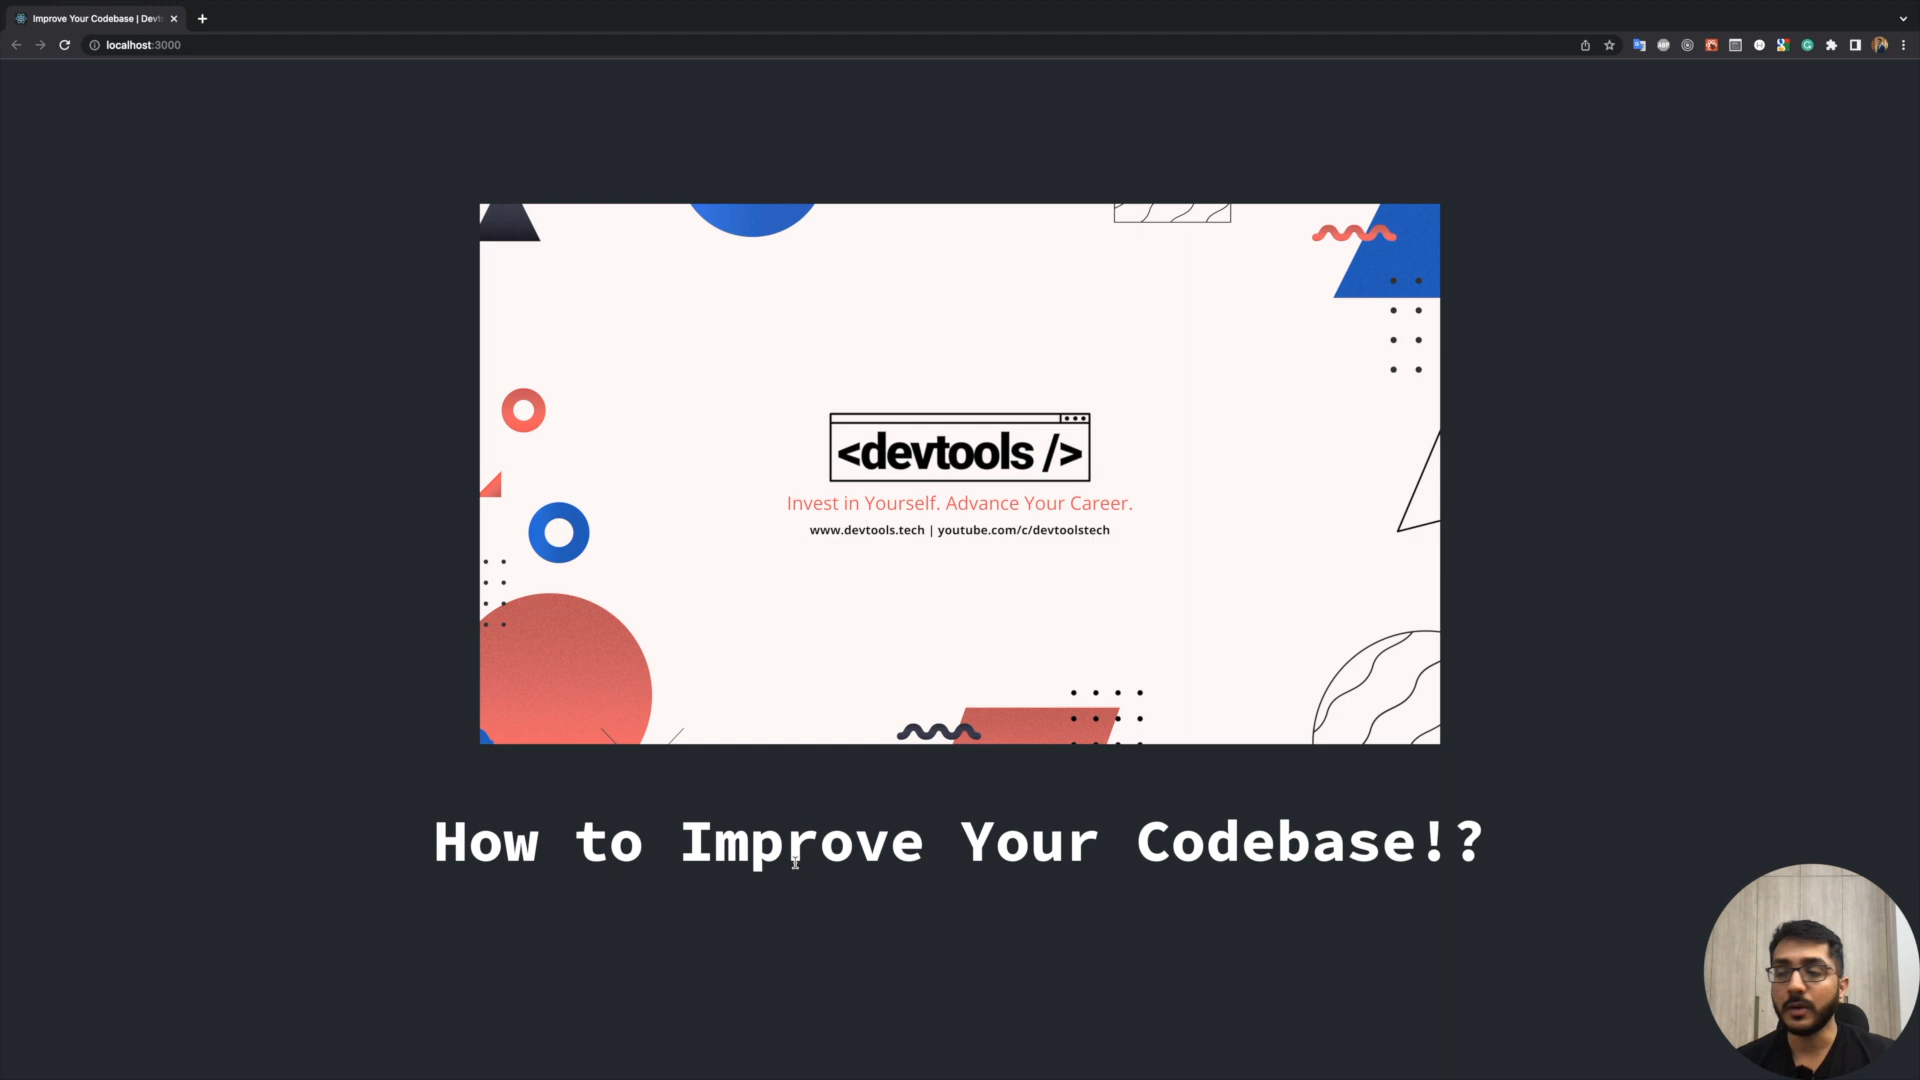 Improve Your Codebase | Devt
localhost:3000
<devtools />
Invest in Yourself. Advance Your Career.
www.devtools.tech | youtube.com/c/devtoolstech
How to Improve Your Codebase!?